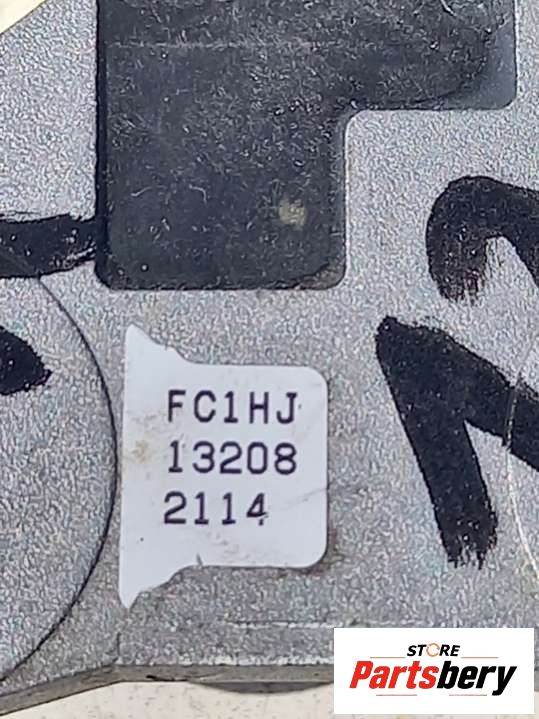 FC1HJ
13208
2114
STORE
Partsbery